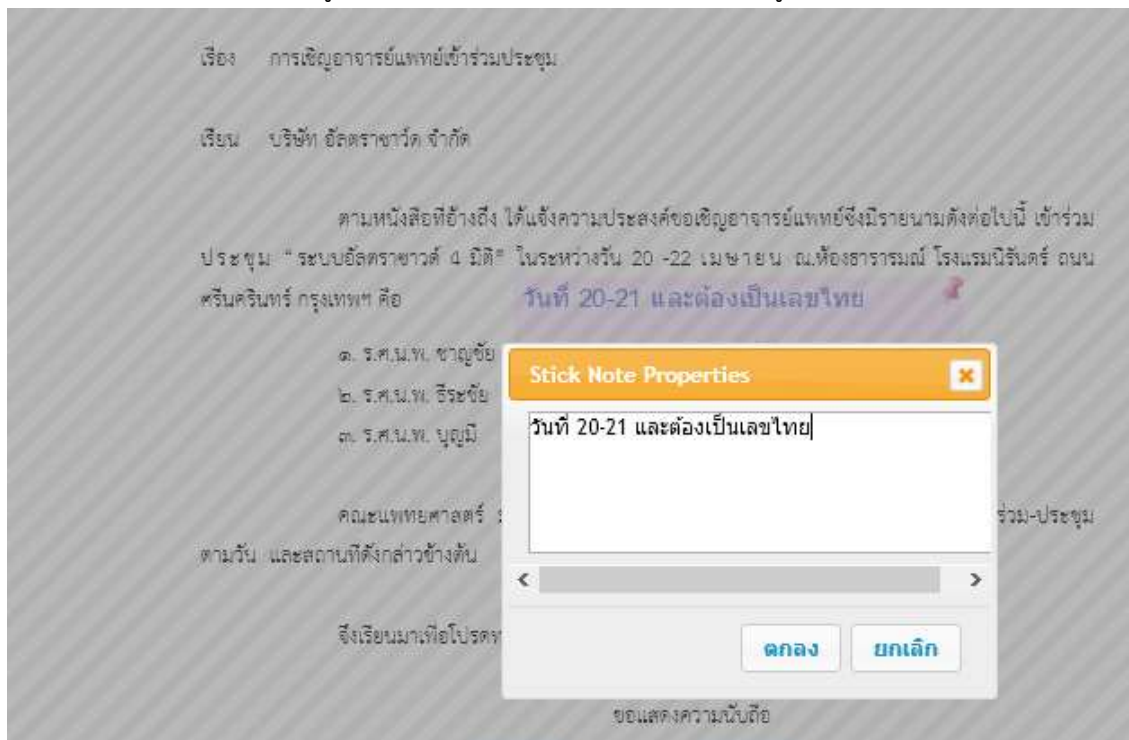 เรื่อง การเชิญอาจารย์แพทย์เข้าร่วมประชุม
เรียน บริษัท อัลตราซาว์ด จำกัด
ตามหนังสือที่อ้างถึง ได้แจ้งความประสงค์ขอเชิญอาจารย์แพทย์ซึ่งมีรายนามดังต่อไปนี้ เข้าร่วม
ประชุม "ระบบอัลตราซาวด์ 4 มิติ" ในระหว่างวัน 20 -22 เมษายน ณ.ห้องธารารมณ์ โรงแรมนิรันดร์ ถนน
ศรีนครินทร์ กรุงเทพฯ คือ
วันที่ 20-21 และต้องเป็นเลขไทย
๑. ร.ศ.น.พ. ชาญชัย
๒. ร.ศ.น.พ. ธีระชัย
๓. ร.ศ.น.พ. บุญมี
Stick Note Properties
วันที่ 20-21 และต้องเป็นเลขไทย
คณะแพทยศาสตร์ ร่วม-ประชุม
ตามวัน และสถานที่ดังกล่าวข้างต้น
จึงเรียนมาเพื่อโปรด
ตกลง ยกเลิก
ขอแสดงความนับถือ